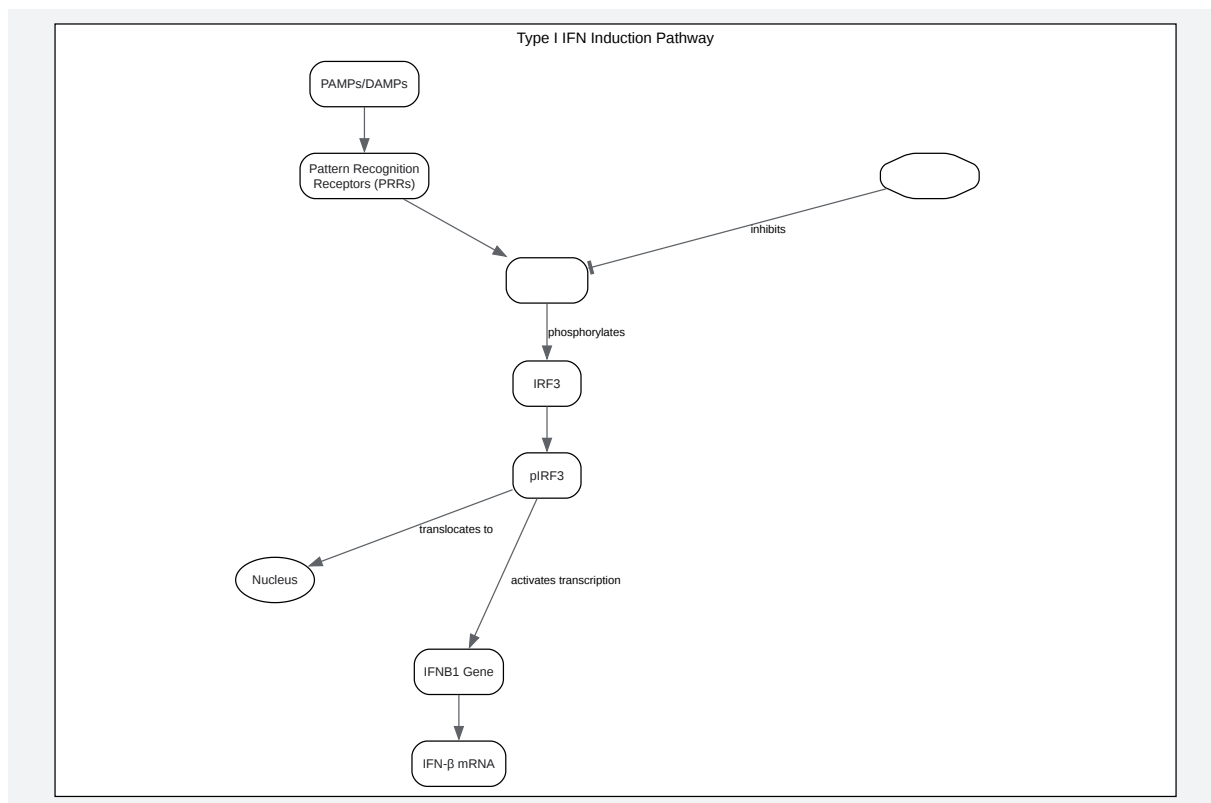 Type I IFN Induction Pathway
PAMPs/DAMPs
Pattern Recognition
Receptors (PRRs)
inhibits
phosphorylates
IRF3
pIRF3
translocates to
Nucleus
activates transcription
IFNB1 Gene
IFN-β mRNA